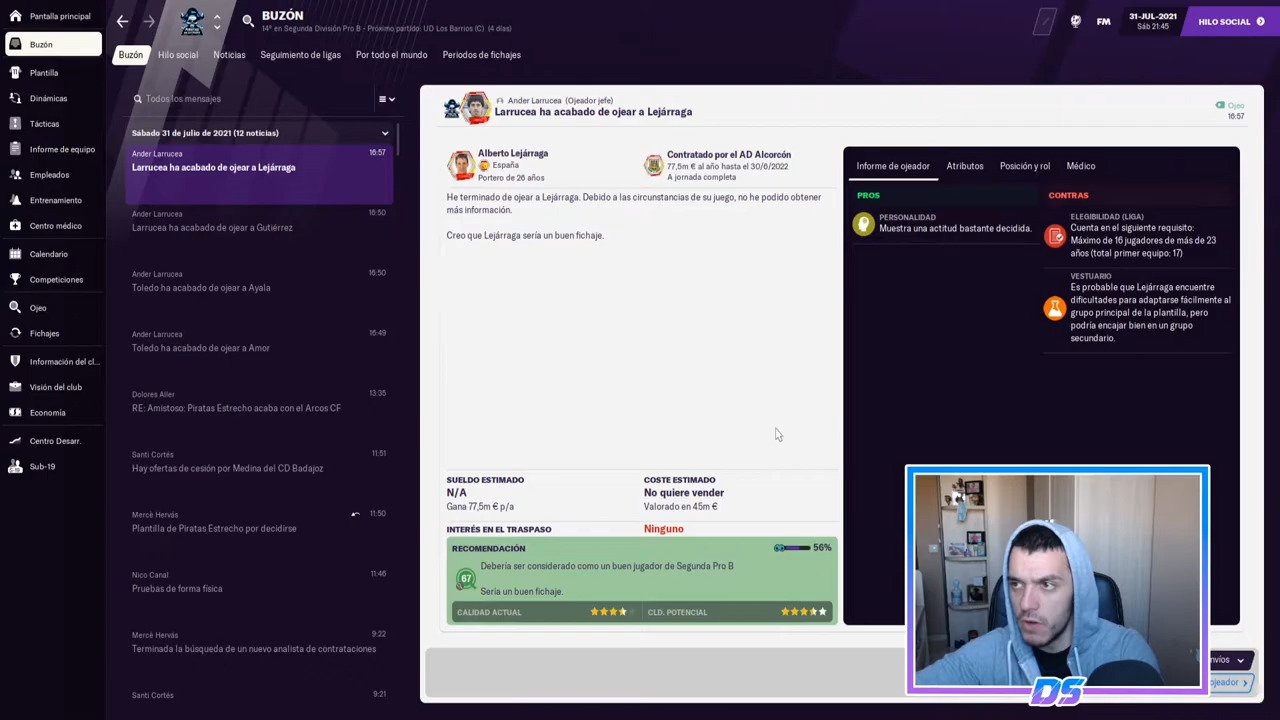 Pantalla principal
Buzón
Plantilla
Dinámicas
Tácticas
Informe de equipo
Empleados
Entrenamiento
Centro médico
Calendario
Competiciones
Ojeo
Fichajes
Información del cl...
Visión del club
Economía
Centro Desarr.
Sub-19
BUZÓN
14º en Segunda División Pro B - Próximo partido: UD Los Barrios (C) (4 días)
FM
31-JUL-2021
Sáb 21:45
HILO SOCIAL
Buzón Hilo social Noticias Seguimiento de ligas Por todo el mundo Periodos de fichajes
Todos los mensajes
Sábado 31 de julio de 2021 (12 noticias)
Ander Larrucea 16:57
Larrucea ha acabado de ojear a Lejárraga
Ander Larrucea 16:50
Larrucea ha acabado de ojear a Gutiérrez
Ander Larrucea 16:50
Toledo ha acabado de ojear a Ayala
Ander Larrucea 16:49
Toledo ha acabado de ojear a Amor
Dolores Aller 13:35
RE: Amistoso: Piratas Estrecho acaba con el Arcos CF
Santi Cortés 11:51
Hay ofertas de cesión por Medina del CD Badajoz
Mercè Hervás 11:50
Plantilla de Piratas Estrecho por decidirse
Nico Canal 11:46
Pruebas de forma física
Mercè Hervás 9:22
Terminada la búsqueda de un nuevo analista de contrataciones
Santi Cortés 9:21
Ander Larrucea (Ojeador jefe)
Larrucea ha acabado de ojear a Lejárraga
Ojeo
16:57
Alberto Lejárraga
España
Portero de 26 años
Contratado por el AD Alcorcón
77,5m € al año hasta el 30/6/2022
A jornada completa
He terminado de ojear a Lejárraga. Debido a las circunstancias de su juego, no he podido obtener
más información.
Creo que Lejárraga sería un buen fichaje.
SUELDO ESTIMADO
N/A
Gana 77,5m € p/a
COSTE ESTIMADO
No quiere vender
Valorado en 45m €
INTERÉS EN EL TRASPASO Ninguno
RECOMENDACIÓN 56%
67
Debería ser considerado como un buen jugador de Segunda Pro B
Sería un buen fichaje.
CALIDAD ACTUAL
CLD. POTENCIAL
Informe de ojeador Atributos Posición y rol Médico
PROS
PERSONALIDAD
Muestra una actitud bastante decidida.
CONTRAS
ELEGIBILIDAD (LIGA)
Cuenta en el siguiente requisito:
Máximo de 16 jugadores de más de 23
años (total primer equipo: 17)
VESTUARIO
Es probable que Lejárraga encuentre
dificultades para adaptarse fácilmente al
grupo principal de la plantilla, pero
podría encajar bien en un grupo
secundario.
nvíos
ojeador
DS